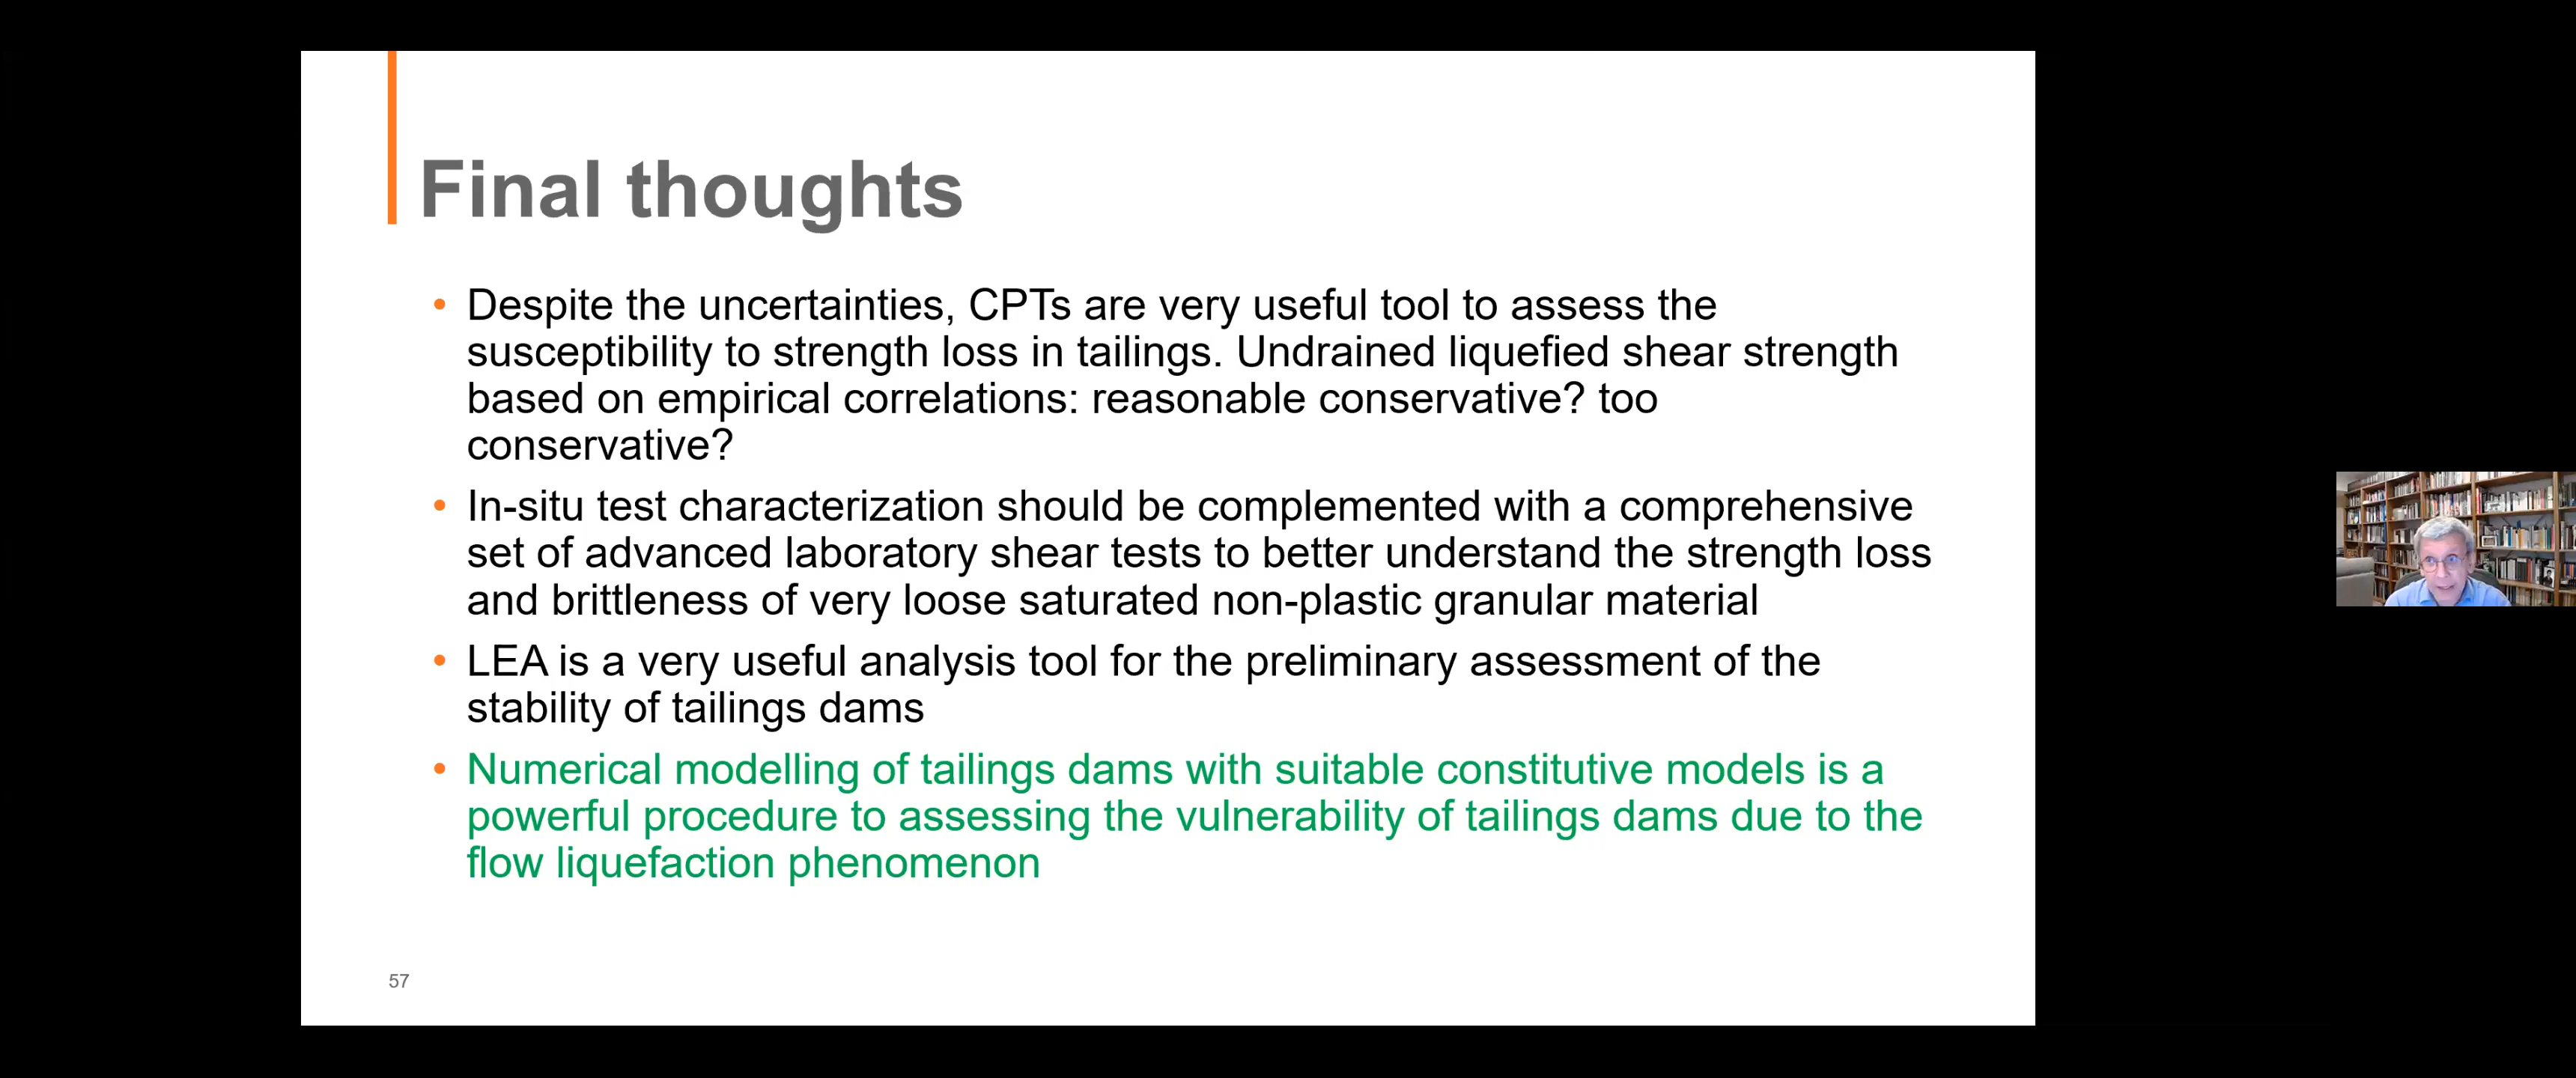 Final thoughts
• Despite the uncertainties, CPTs are very useful tool to assess the
susceptibility to strength loss in tailings. Undrained liquefied shear strength
based on empirical correlations: reasonable conservative? too
conservative?
• In-situ test characterization should be complemented with a comprehensive
set of advanced laboratory shear tests to better understand the strength loss
and brittleness of very loose saturated non-plastic granular material
• LEA is a very useful analysis tool for the preliminary assessment of the
stability of tailings dams
• Numerical modelling of tailings dams with suitable constitutive models is a
powerful procedure to assessing the vulnerability of tailings dams due to the
flow liquefaction phenomenon
57